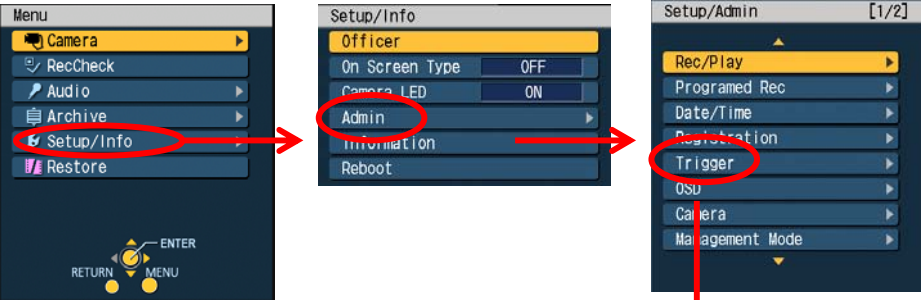 Menu
Camera
RecCheck
Audio
Archive
Setup/Info
Restore
ENTER
RETURN
MENU
Setup/Info
Officer
On Screen Type OFF
Camera LED ON
Admin
Information
Reboot
Setup/Admin [1/2]
Rec/Play
Programed Rec
Date/Time
Registration
Trigger
OSD
Camera
Management Mode